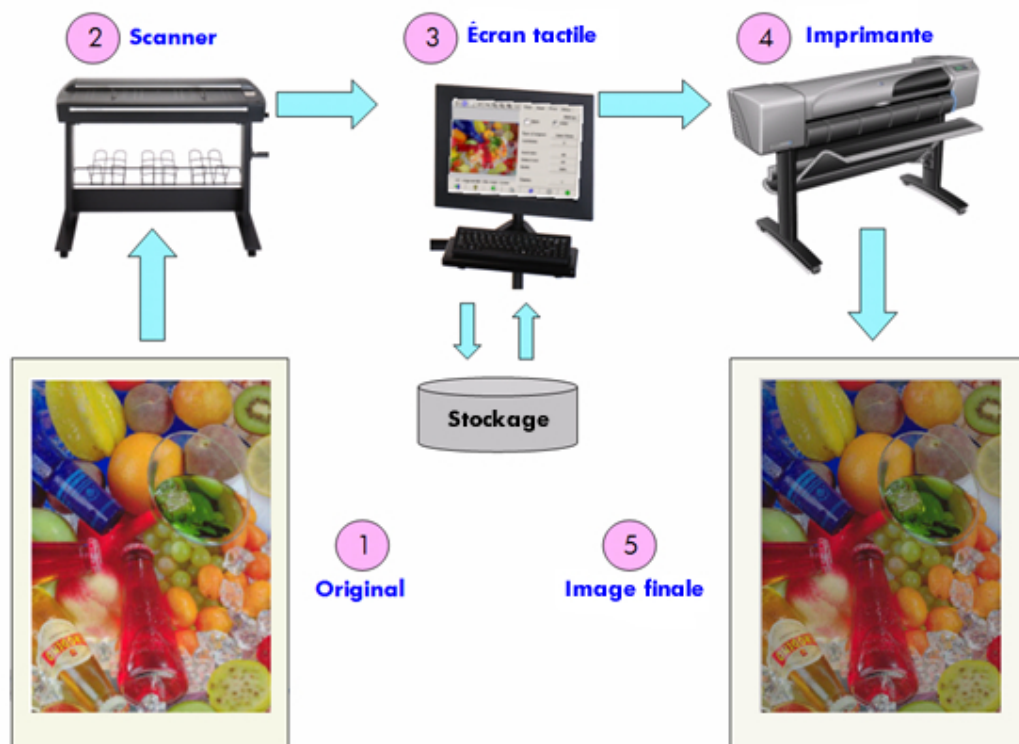 2 Scanner
3 Écran tactile
4 Imprimante
Stockage
1
Original
5
Image finale